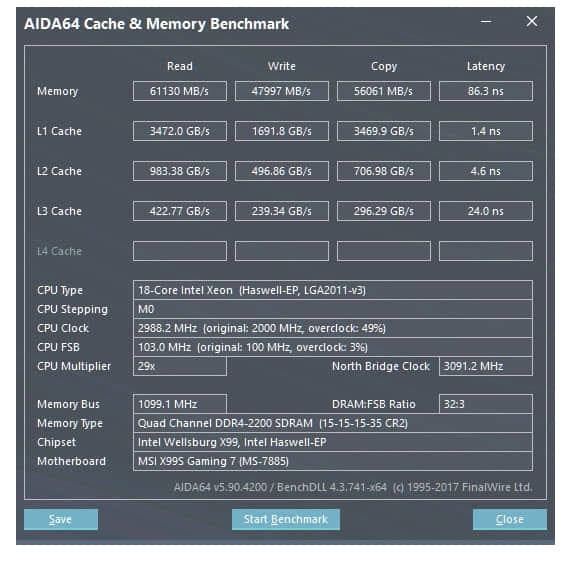 AIDA64 Cache & Memory Benchmark
Read Write Copy Latency
Memory 61130 MB/s 47997 MB/s 56061 MB/s 86.3 ns
L1 Cache 3472.0 GB/s 1691.8 GB/s 3469.9 GB/s 1.4 ns
L2 Cache 983.38 GB/s 496.86 GB/s 706.98 GB/s 4.6 ns
L3 Cache 422.77 GB/s 239.34 GB/s 296.29 GB/s 24.0 ns
L4 Cache
CPU Type 18-Core Intel Xeon (Haswell-EP, LGA2011-v3)
CPU Stepping M0
CPU Clock 2988.2 MHz (original: 2000 MHz, overclock: 49%)
CPU FSB 103.0 MHz (original: 100 MHz, overclock: 3%)
CPU Multiplier 29x North Bridge Clock 3091.2 MHz
Memory Bus 1099.1 MHz DRAM:FSB Ratio 32:3
Memory Type Quad Channel DDR4-2200 SDRAM (15-15-15-35 CR2)
Chipset Intel Wellsburg X99, Intel Haswell-EP
Motherboard MSI X99S Gaming 7 (MS-7885)
AIDA64 v5.90.4200 / BenchDLL 4.3.741-x64 (c) 1995-2017 FinalWire Ltd.
Save Start Benchmark Close